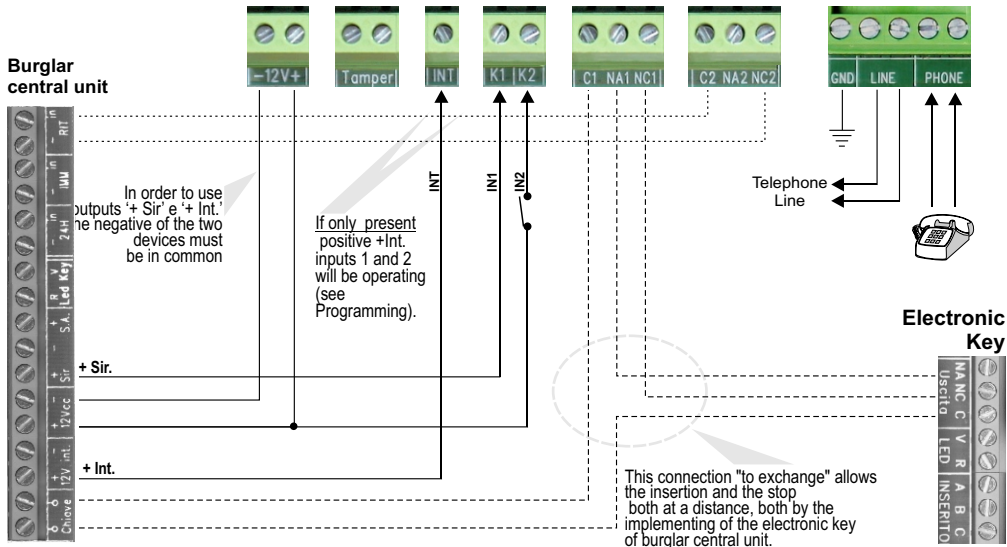 Burglar
central unit
-12V+
Tamper
INT
K1 K2
C1 NA1 NC1
C2 NA2 NC2
GND LINE PHONE
in
- RIT
in
- IMM
in
- 24H
V
R Led Key
+
- S.A.
+ Sir
-
+ 12Vcc
-
+ 12V int.
o
o Chiave
In order to use
outputs '+ Sir' e '+ Int.'
he negative of the two
devices must
be in common
If only present
positive +Int.
inputs 1 and 2
will be operating
(see
Programming).
INT
IN1
IN2
Telephone
Line
+ Sir.
+ Int.
Electronic
Key
NA NC C
Uscita
V R
LED
A B C
INSERITO
This connection "to exchange" allows
the insertion and the stop
both at a distance, both by the
implementing of the electronic key
of burglar central unit.